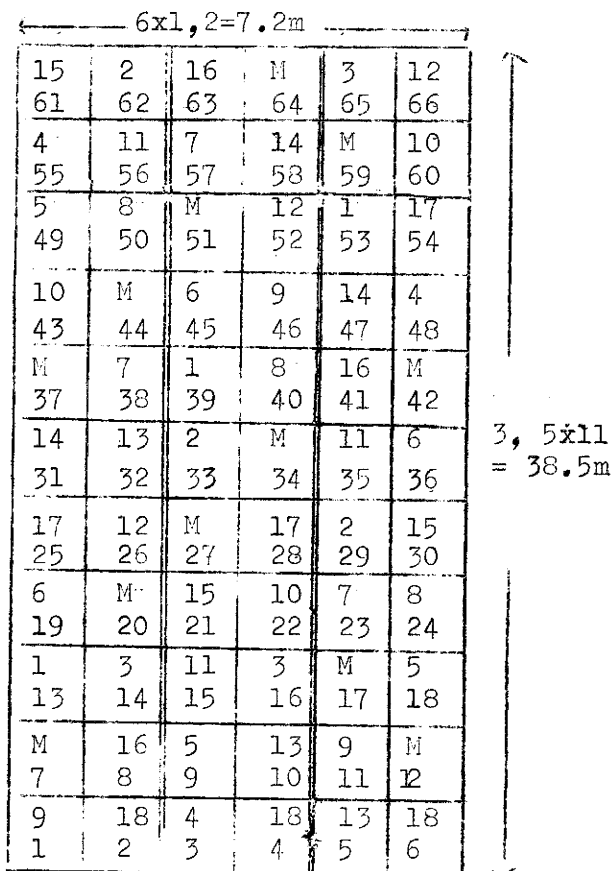 6x1,2=7.2m
15 2 16 M 3 12
61 62 63 64 65 66
4 11 7 14 M 10
55 56 57 58 59 60
5 8 M 12 1 17
49 50 51 52 53 54
10 M 6 9 14 4
43 44 45 46 47 48
M 7 1 8 16 M
37 38 39 40 41 42
14 13 2 M 11 6
31 32 33 34 35 36
3, 5x11
= 38.5m
17 12 M 17 2 15
25 26 27 28 29 30
6 M 15 10 7 8
19 20 21 22 23 24
1 3 11 3 M 5
13 14 15 16 17 18
M 16 5 13 9 M
7 8 9 10 11 12
9 18 4 18 13 18
1 2 3 4 5 6